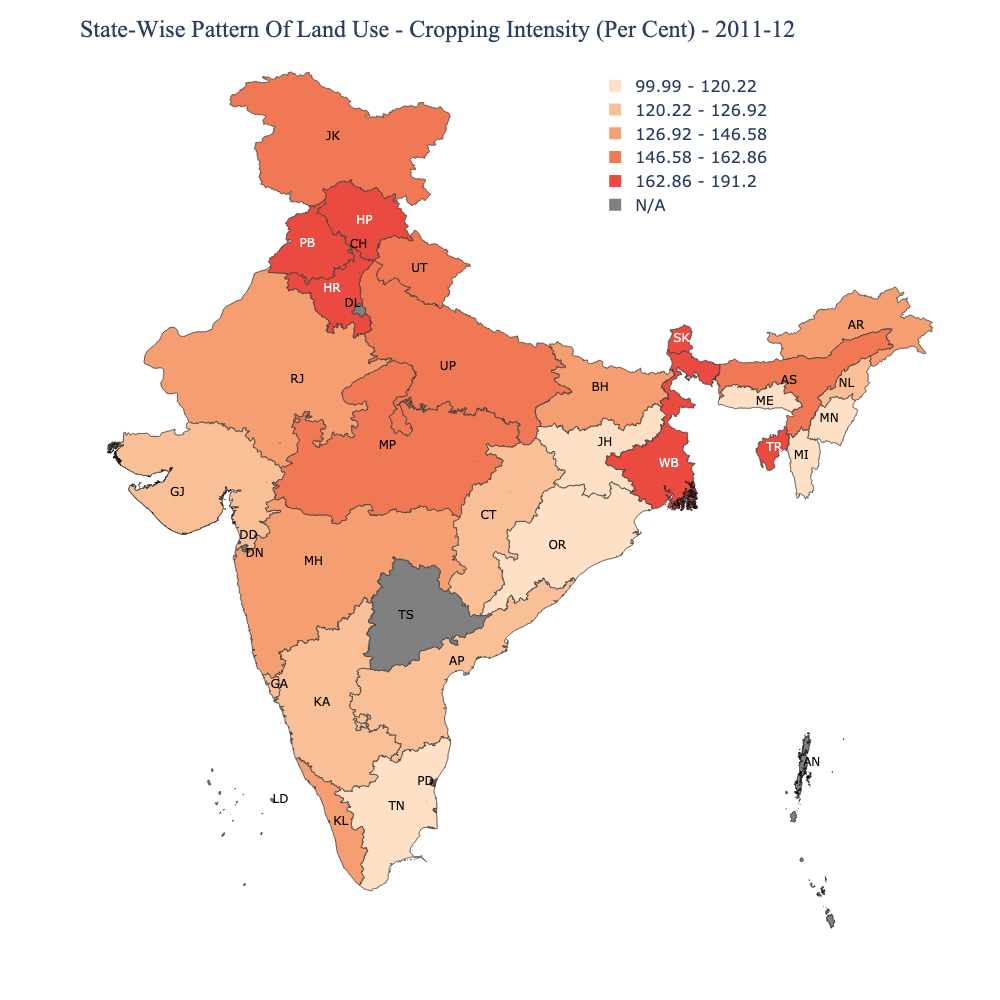 State-Wise Pattern Of Land Use - Cropping Intensity (Per Cent) - 2011-12
99.99 - 120.22
120.22 - 126.92
126.92 - 146.58
146.58 - 162.86
162.86 - 191.2
N/A
JK
HP
PB
CH
UT
HR
DL
AR
SK
UP
RJ
BH
AS
NL
ME
MN
MP
JH
TR
MI
WB
GJ
CT
DD
DN
OR
MH
TS
AP
GA
KA
AN
PD
LD
TN
KL